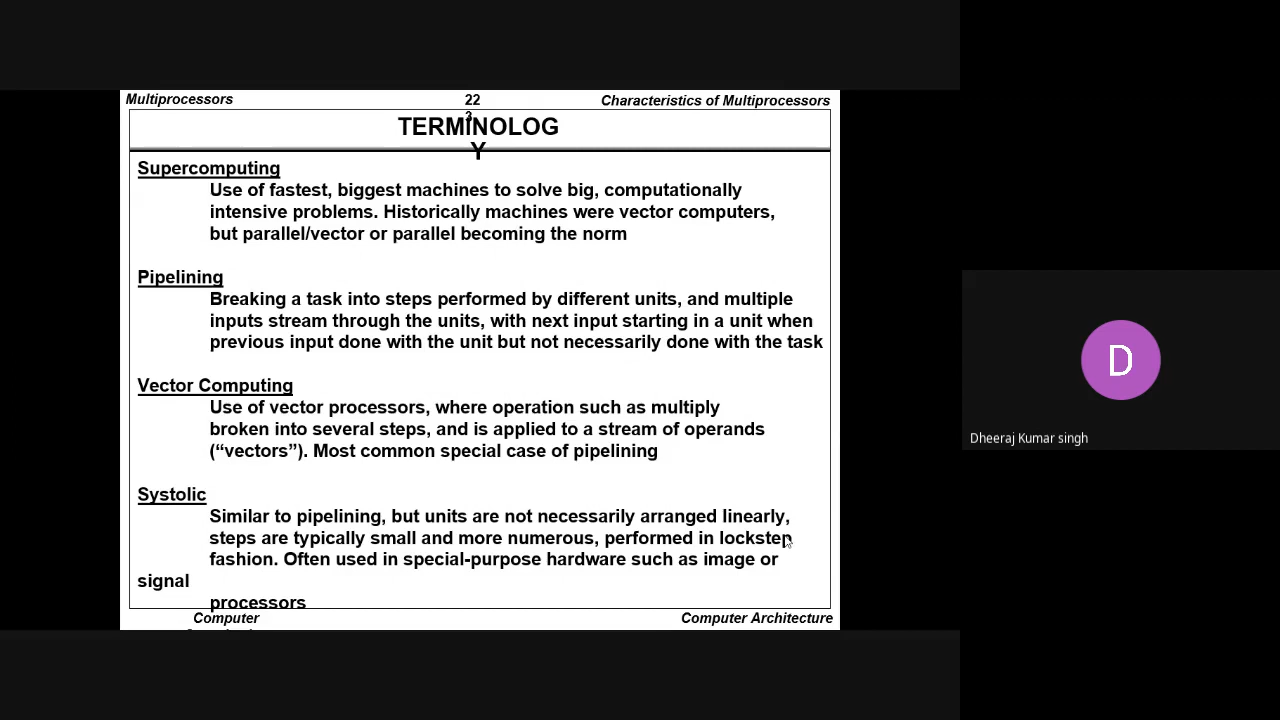 Multiprocessors 22 Characteristics of Multiprocessors
3
TERMINOLOG
Y
Supercomputing
Use of fastest, biggest machines to solve big, computationally
intensive problems. Historically machines were vector computers,
but parallel/vector or parallel becoming the norm
Pipelining
Breaking a task into steps performed by different units, and multiple
inputs stream through the units, with next input starting in a unit when
previous input done with the unit but not necessarily done with the task
Vector Computing
Use of vector processors, where operation such as multiply
broken into several steps, and is applied to a stream of operands
(“vectors”). Most common special case of pipelining
Systolic
Similar to pipelining, but units are not necessarily arranged linearly,
steps are typically small and more numerous, performed in lockstep
fashion. Often used in special-purpose hardware such as image or
signal
processors
Computer Computer Architecture
D
Dheeraj Kumar singh